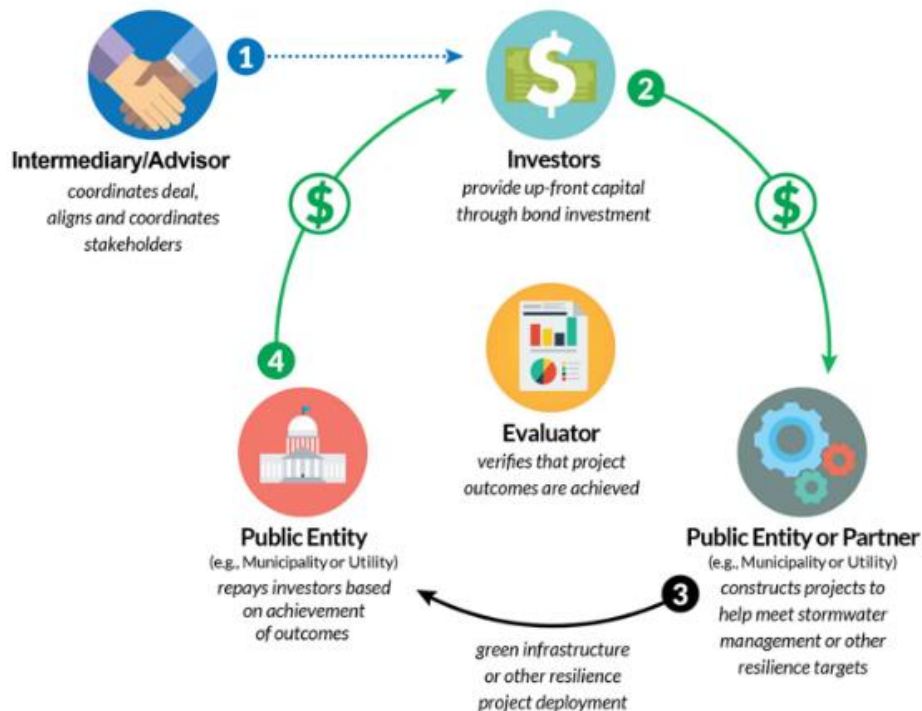 1
Intermediary/Advisor
coordinates deal,
aligns and coordinates
stakeholders
$
Investors
provide up-front capital
through bond investment
2
$
$
4
Evaluator
verifies that project
outcomes are achieved
Public Entity
(e.g., Municipality or Utility)
repays investors based
on achievement
of outcomes
Public Entity or Partner
(e.g., Municipality or Utility)
constructs projects to
help meet stormwater
management or other
resilience targets
3
green infrastructure
or other resilience
project deployment